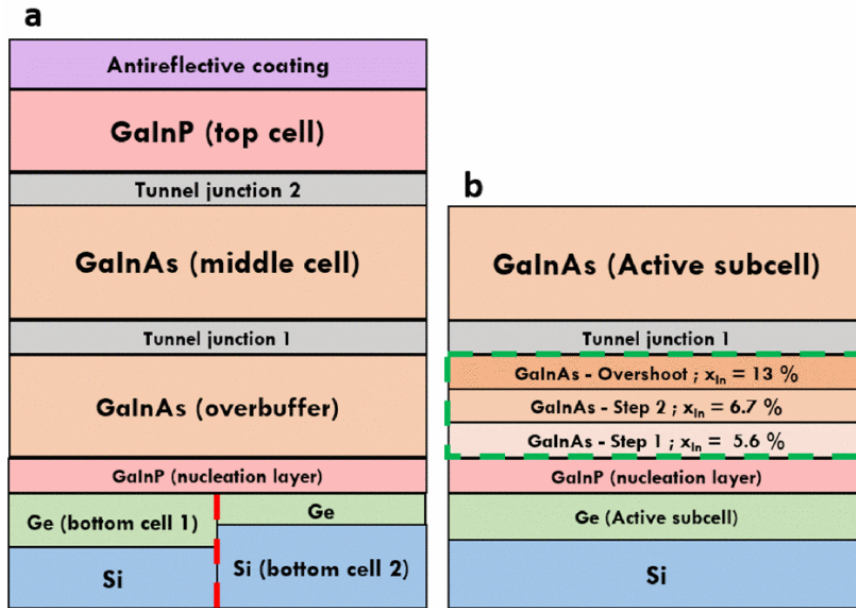 a
Antireflective coating
GaInP (top cell)
Tunnel junction 2
GaInAs (middle cell)
Tunnel junction 1
GaInAs (overbuffer)
GaInP (nucleation layer)
Ge (bottom cell 1)
Ge
Si
Si (bottom cell 2)
b
GaInAs (Active subcell)
Tunnel junction 1
GaInAs - Overshoot ; xIn = 13 %
GaInAs - Step 2 ; xIn = 6.7 %
GaInAs - Step 1 ; xIn = 5.6 %
GaInP (nucleation layer)
Ge (Active subcell)
Si